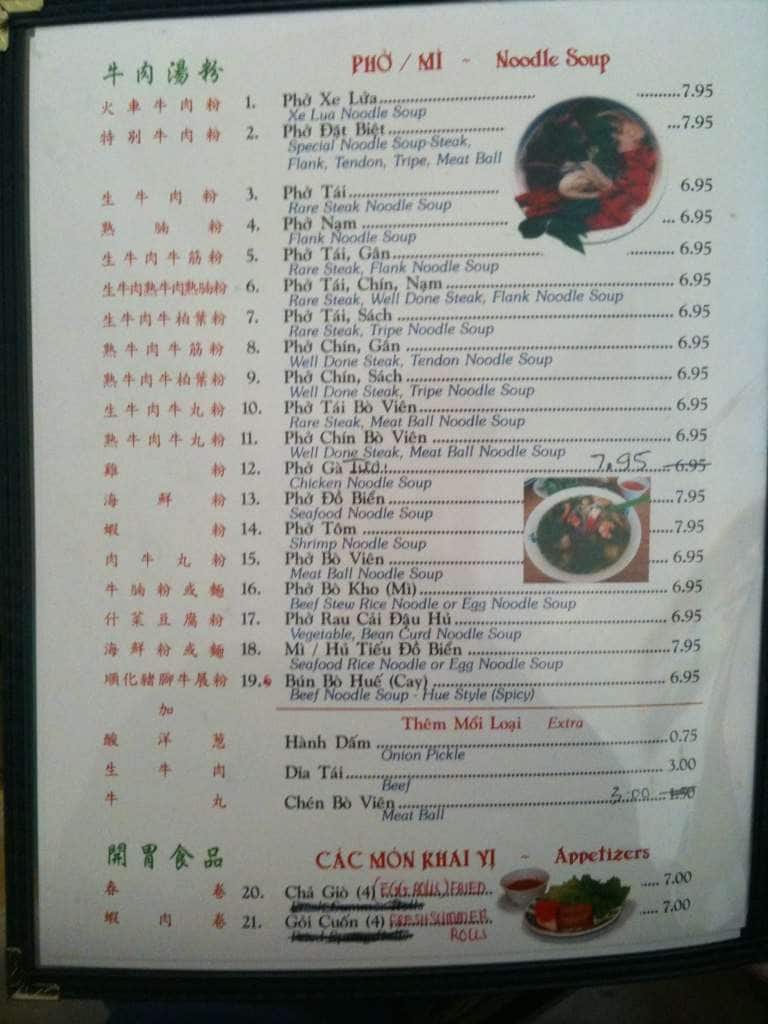 牛肉湯粉 PHỞ / MÌ ~ Noodle Soup
火車牛肉粉 1. Phở Xe Lửa 7.95
Xe Lua Noodle Soup
特別牛肉粉 2. Phở Đặt Biệt 7.95
Special Noodle Soup-Steak,
Flank, Tendon, Tripe, Meat Ball
生牛肉粉 3. Phở Tái 6.95
Rare Steak Noodle Soup
熟腩粉 4. Phở Nạm 6.95
Flank Noodle Soup
生牛肉牛筋粉 5. Phở Tái, Gân 6.95
Rare Steak, Flank Noodle Soup
生牛肉熟牛肉熟腩粉 6. Phở Tái, Chín, Nạm 6.95
Rare Steak, Well Done Steak, Flank Noodle Soup
生牛肉牛柏葉粉 7. Phở Tái, Sách 6.95
Rare Steak, Tripe Noodle Soup
熟牛肉牛筋粉 8. Phở Chín, Gân 6.95
Well Done Steak, Tendon Noodle Soup
熟牛肉牛柏葉粉 9. Phở Chín, Sách 6.95
Well Done Steak, Tripe Noodle Soup
生牛肉牛丸粉 10. Phở Tái Bò Viên 6.95
Rare Steak, Meat Ball Noodle Soup
熟牛肉牛丸粉 11. Phở Chín Bò Viên 6.95
Well Done Steak, Meat Ball Noodle Soup
雞粉 12. Phở Gà 7.95 6.95
Chicken Noodle Soup
海鮮粉 13. Phở Đồ Biển 7.95
Seafood Noodle Soup
蝦粉 14. Phở Tôm 7.95
Shrimp Noodle Soup
肉牛丸粉 15. Phở Bò Viên 6.95
Meat Ball Noodle Soup
牛腩粉或麵 16. Phở Bò Kho (Mì) 6.95
Beef Stew Rice Noodle or Egg Noodle Soup
什菜豆腐粉 17. Phở Rau Cải Đậu Hủ 6.95
Vegetable, Bean Curd Noodle Soup
海鮮粉或麵 18. Mì / Hủ Tiếu Đồ Biển 7.95
Seafood Rice Noodle or Egg Noodle Soup
順化豬腳牛展粉 19. Bún Bò Huế (Cay) 6.95
Beef Noodle Soup - Hue Style (Spicy)
加 Thêm Mỗi Loại Extra
酸洋葱 Hành Dấm 0.75
Onion Pickle
生牛肉 Dĩa Tái 3.00
Beef
牛丸 Chén Bò Viên 3.00 1.50
Meat Ball
開胃食品 CÁC MÓN KHAI VỊ ~ Appetizers
春卷 20. Chả Giò (4) (EGG ROLLS) FRIED 7.00
蝦肉卷 21. Gỏi Cuốn (4) FRESH SUMMER 7.00
ROLLS